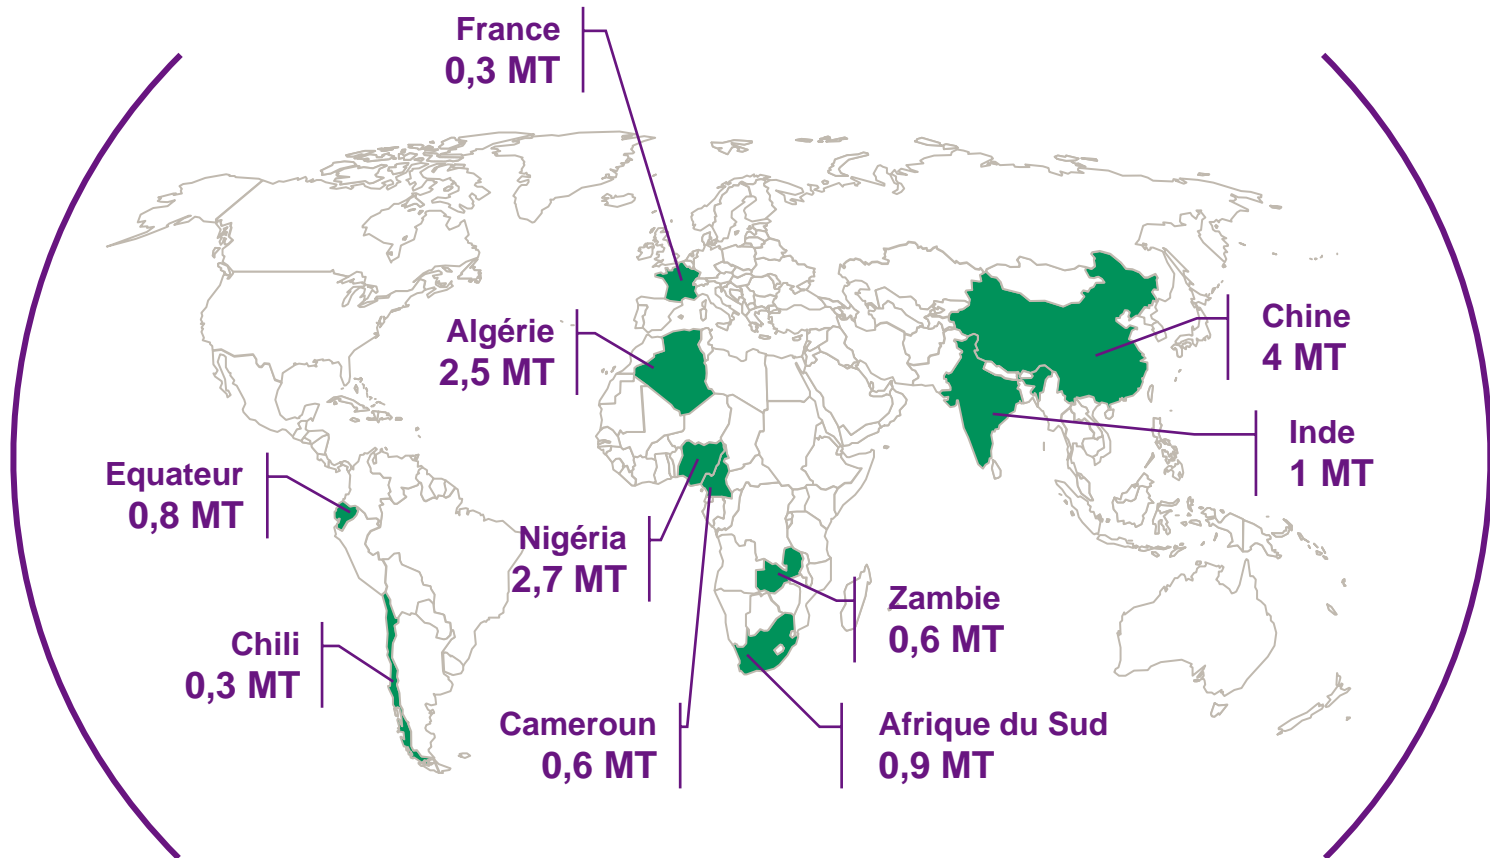 France
0,3 MT
Algérie
2,5 MT
Chine
4 MT
Inde
1 MT
Equateur
0,8 MT
Nigéria
2,7 MT
Zambie
0,6 MT
Chili
0,3 MT
Cameroun
0,6 MT
Afrique du Sud
0,9 MT